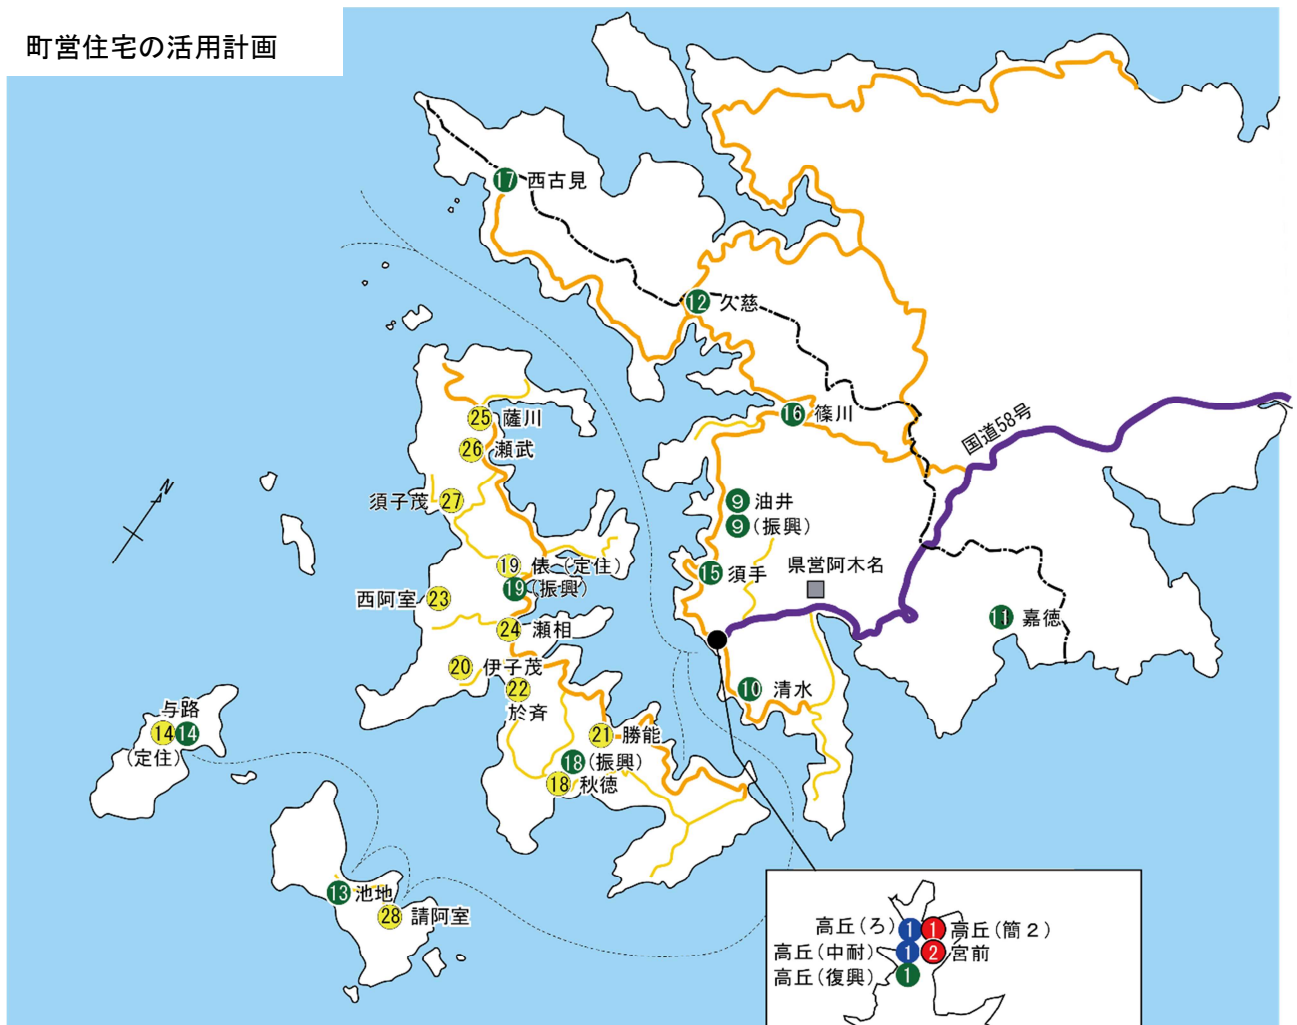 町営住宅の活用計画
17 西古見
12 久慈
16 篠川
国道58号
25 薩川
26 瀬武
須子茂 27
9 油井
9 (振興)
県営阿木名
15 須手
19 俵(定住)
19 (振興)
西阿室 23
11 嘉徳
24 瀬相
20 伊子茂
22
於斉
10 清水
与路
14 14
(定住)
21 勝能
18 (振興)
18 秋徳
13 池地
28 請阿室
N
高丘(ろ) 1 1 高丘(簡2)
高丘(中耐) 1 2 宮前
高丘(復興) 1